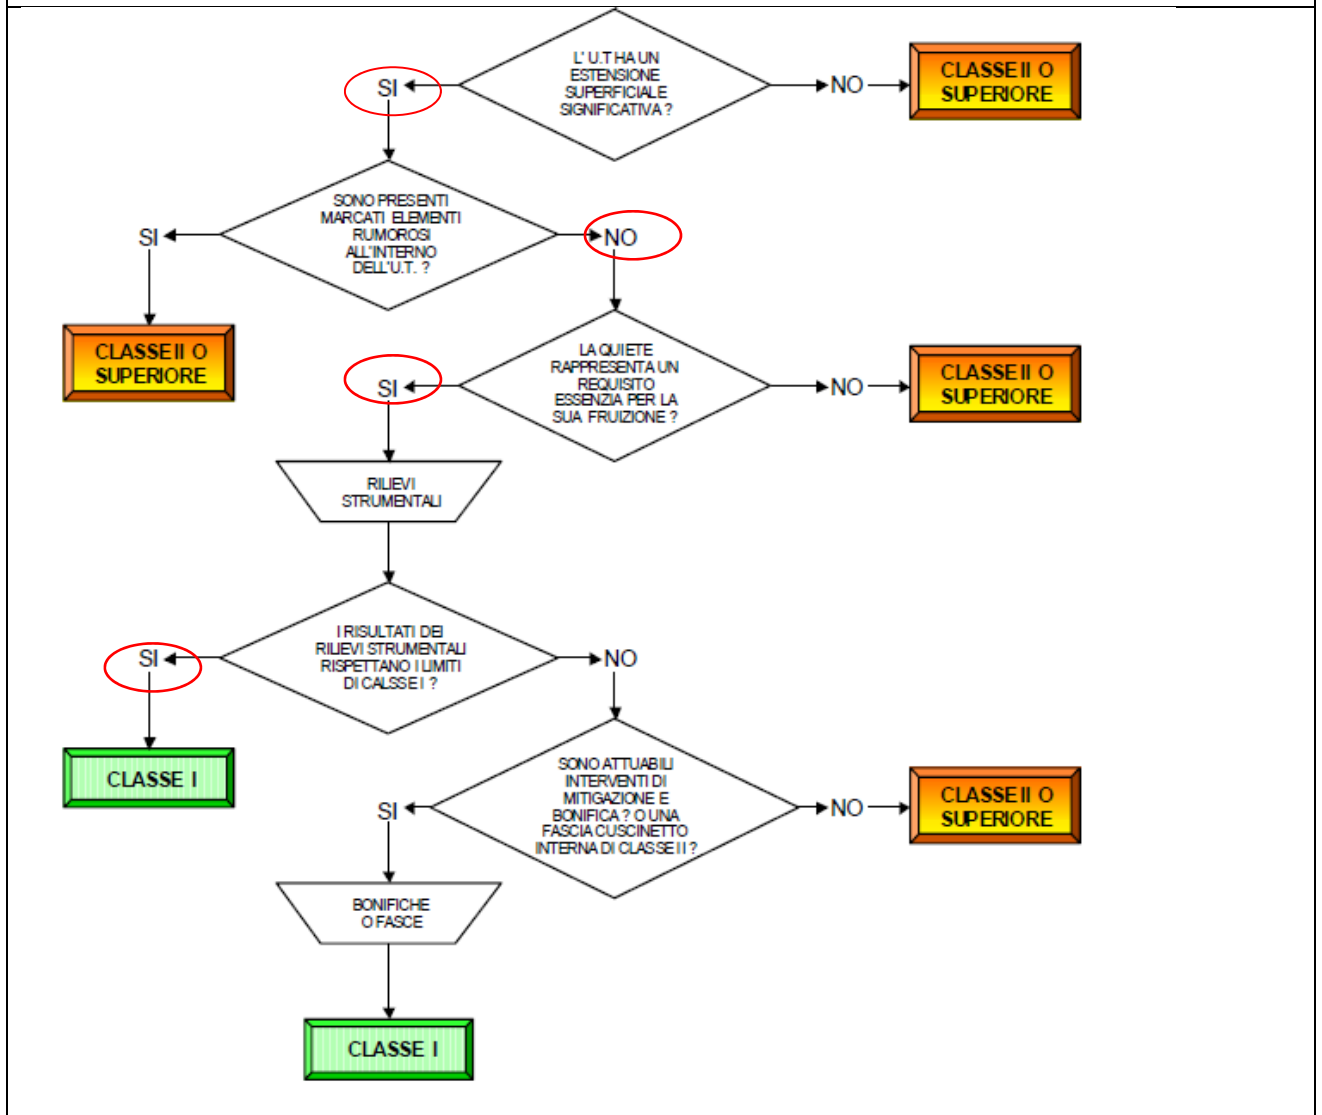 L' U.T HA UN
ESTENSIONE
SUPERFICIALE
SIGNIFICATIVA ?
SI
NO
CLASSE II O
SUPERIORE
SONO PRESENTI
MARCATI ELEMENTI
RUMOROSI
ALL'INTERNO
DELL'U.T. ?
SI
NO
CLASSE II O
SUPERIORE
LA QUIETE
RAPPRESENTA UN
REQUISITO
ESSENZIA PER LA
SUA FRUIZIONE ?
SI
NO
CLASSE II O
SUPERIORE
RILIEVI
STRUMENTALI
I RISULTATI DEI
RILIEVI STRUMENTALI
RISPETTANO I LIMITI
DI CALSSE I ?
SI
NO
CLASSE I
SONO ATTUABILI
INTERVENTI DI
MITIGAZIONE E
BONIFICA ? O UNA
FASCIA CUSCINETTO
INTERNA DI CLASSE II ?
SI
NO
CLASSE II O
SUPERIORE
BONIFICHE
O FASCE
CLASSE I